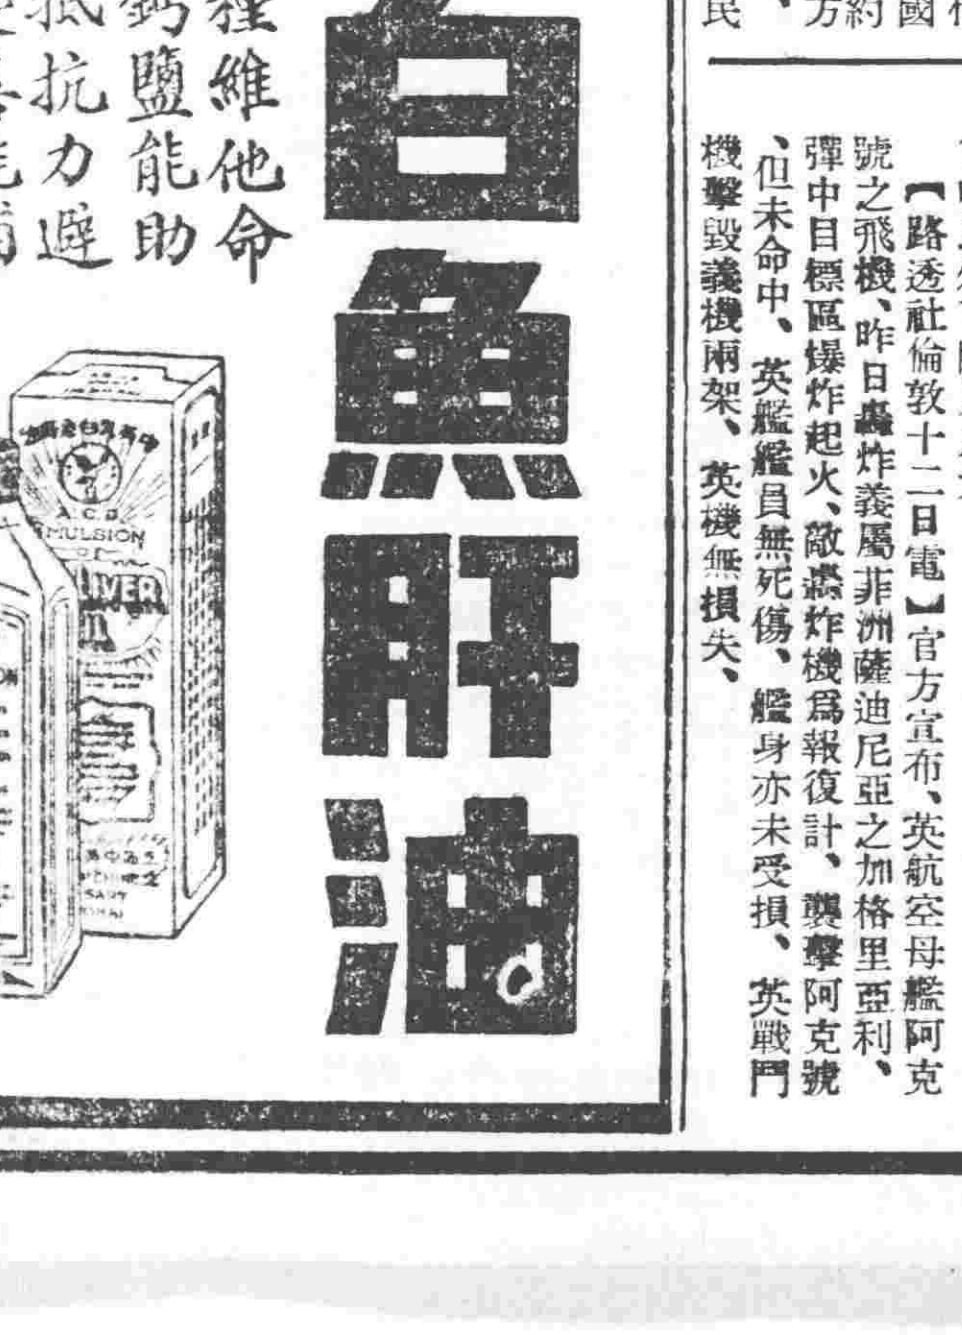 【路透社倫敦十二日電】官方宣布、英航空母艦阿克
號之飛機、昨日轟炸義屬非洲薩迪尼亞之加格里亞利、
彈中目標區爆炸起火、敵轟炸機爲報復計、襲擊阿克號
、但未命中、英艦艦員無死傷、艦身亦未受損、英戰鬥
機擊毀義機兩架、英機無損失、
白魚肝油
維他命
鈣鹽能助
抵抗力避
A.C.D
EMULSION
OF
LIVER